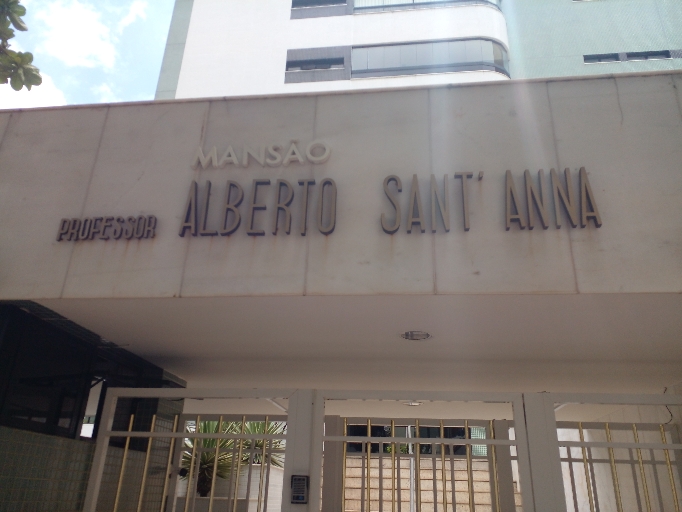 MANSÃO
PROFESSOR ALBERTO SANT' ANNA